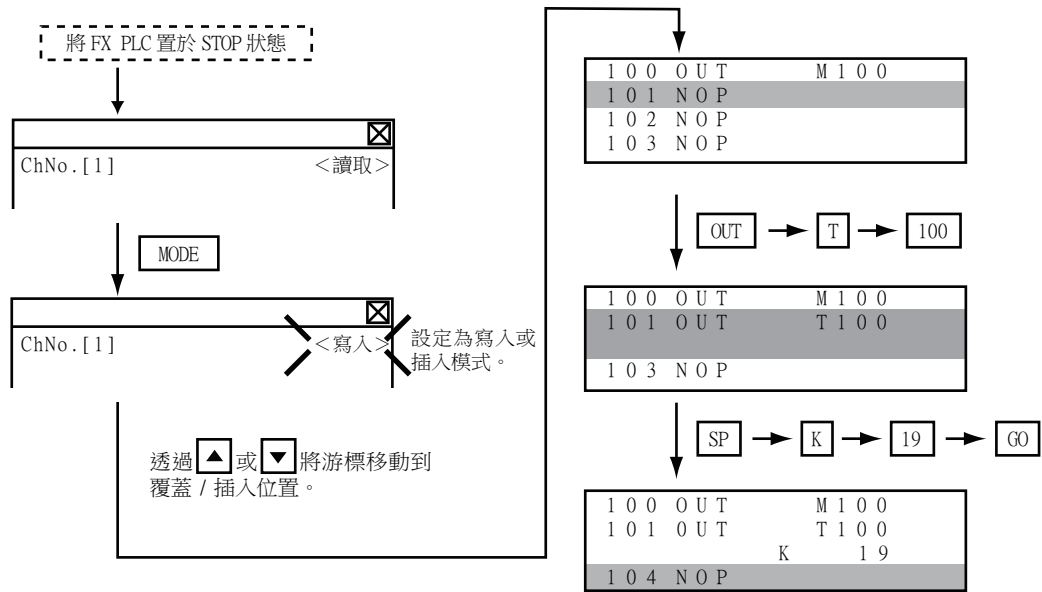 將 FX PLC 置於 STOP 狀態
ChNo.[1] <讀取>
MODE
ChNo.[1] <寫入>
設定為寫入或
插入模式。
透過 ▲ 或 ▼ 將游標移動到
覆蓋 / 插入位置。
100 OUT M100
101 NOP
102 NOP
103 NOP
OUT T 100
100 OUT M100
101 OUT T100
103 NOP
SP K 19 GO
100 OUT M100
101 OUT T100
K 19
104 NOP